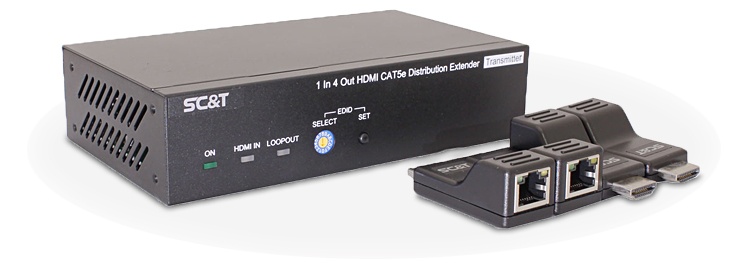 1 In 4 Out HDMI CAT5e Distribution Extender Transmitter
SC&T
EDID
SELECT SET
ON HDMI IN LOOPOUT
SC&T
SC&T
SC&T